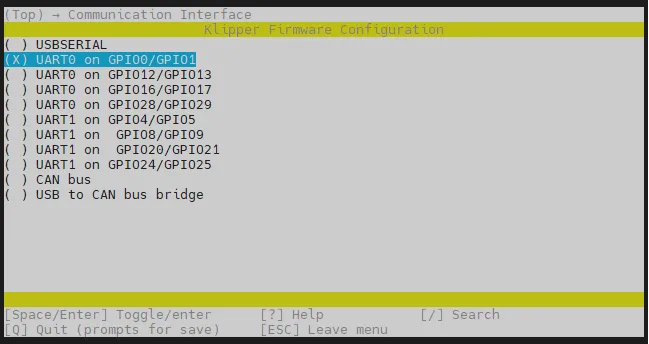 (Top) → Communication Interface
Klipper Firmware Configuration
( ) USBSERIAL
(X) UART0 on GPIO0/GPIO1
( ) UART0 on GPIO12/GPIO13
( ) UART0 on GPIO16/GPIO17
( ) UART0 on GPIO28/GPIO29
( ) UART1 on GPIO4/GPIO5
( ) UART1 on  GPIO8/GPIO9
( ) UART1 on  GPIO20/GPIO21
( ) UART1 on GPIO24/GPIO25
( ) CAN bus
( ) USB to CAN bus bridge
[Space/Enter] Toggle/enter [?] Help [/] Search
[Q] Quit (prompts for save) [ESC] Leave menu